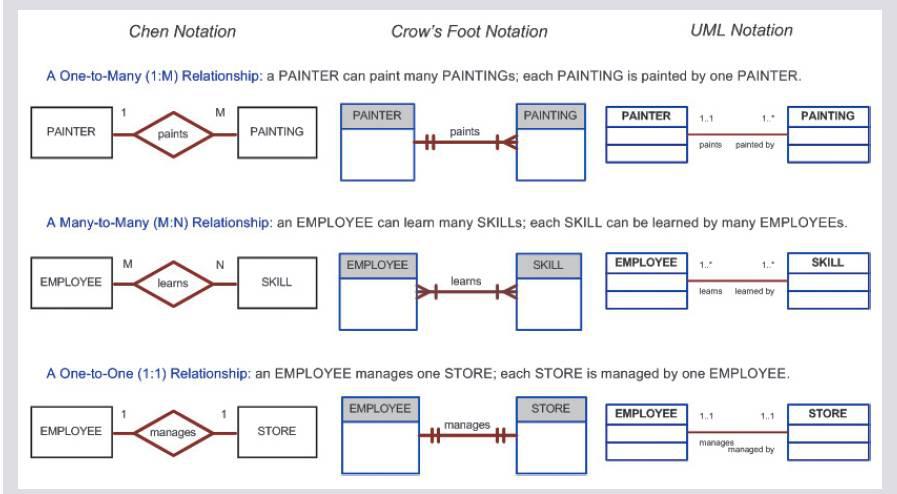 Chen Notation
Crow's Foot Notation
UML Notation
A One-to-Many (1:M) Relationship: a PAINTER can paint many PAINTINGs; each PAINTING is painted by one PAINTER.
PAINTER
1
paints
M
PAINTING
PAINTER
paints
PAINTING
PAINTER
1..1
1..*
paints
painted by
PAINTING
A Many-to-Many (M:N) Relationship: an EMPLOYEE can learn many SKILLs; each SKILL can be learned by many EMPLOYEEs.
EMPLOYEE
M
learns
N
SKILL
EMPLOYEE
learns
SKILL
EMPLOYEE
1..*
1..*
learns
learned by
SKILL
A One-to-One (1:1) Relationship: an EMPLOYEE manages one STORE; each STORE is managed by one EMPLOYEE.
EMPLOYEE
1
manages
1
STORE
EMPLOYEE
manages
STORE
EMPLOYEE
1..1
1..1
manages
managed by
STORE